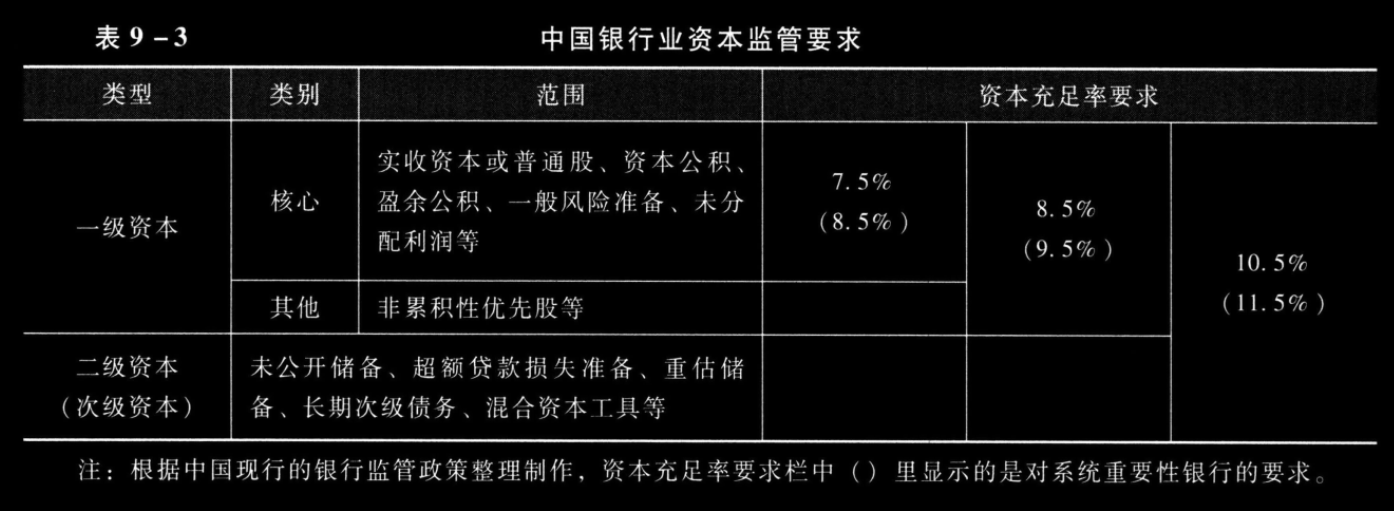 表 9-3 中国银行业资本监管要求
类型 类别 范围 资本充足率要求
一级资本
核心
实收资本或普通股、资本公积、
盈余公积、一般风险准备、未分
配利润等
7.5%
(8.5%)
8.5%
(9.5%)
10.5%
(11.5%)
其他
非累积性优先股等
二级资本
(次级资本)
未公开储备、超额贷款损失准备、重估储
备、长期次级债务、混合资本工具等
注：根据中国现行的银行监管政策整理制作，资本充足率要求栏中（）里显示的是对系统重要性银行的要求。